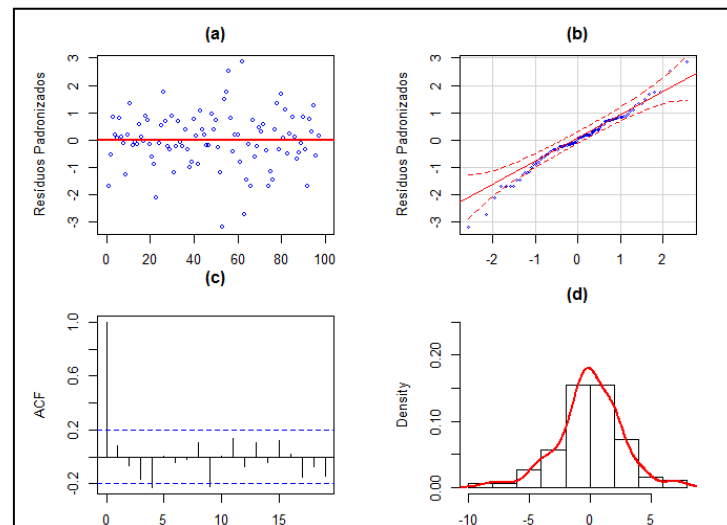 (a)
Resíduos Padronizados
3
2
1
0
-1
-2
-3
0 20 40 60 80 100
(b)
Resíduos Padronizados
3
2
1
0
-1
-2
-3
-2 -1 0 1 2
(c)
ACF
1.0
0.6
0.2
-0.2
0 5 10 15
(d)
Density
0.20
0.10
0.00
-10 -5 0 5